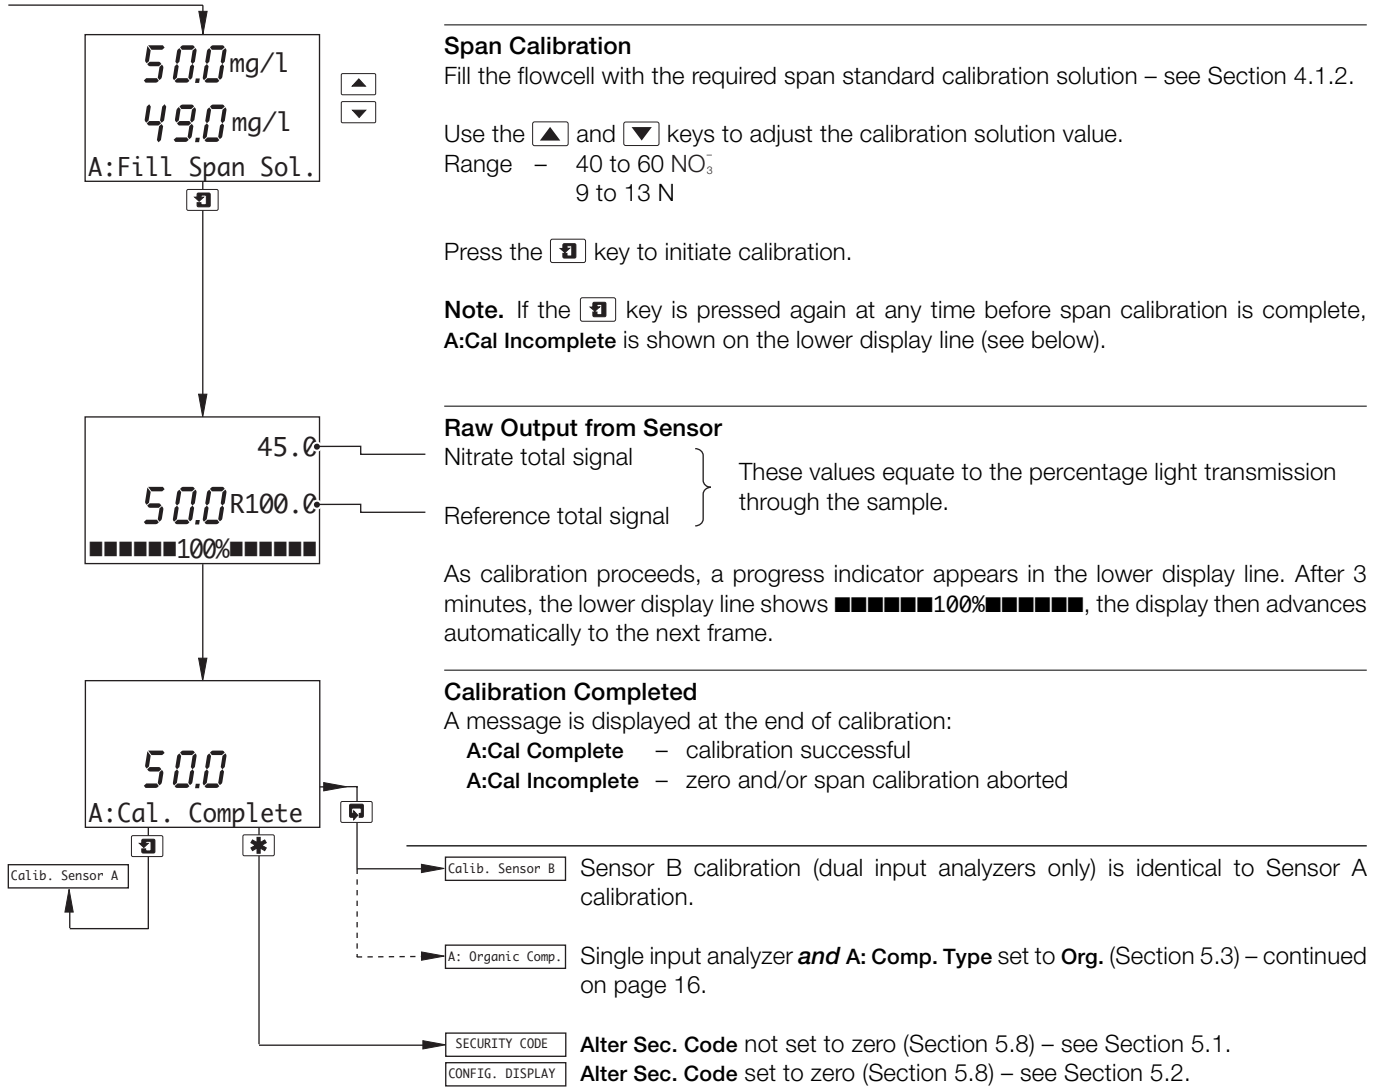 50.0 mg/l
49.0 mg/l
A:Fill Span Sol.
Span Calibration
Fill the flowcell with the required span standard calibration solution – see Section 4.1.2.
Use the ▲ and ▼ keys to adjust the calibration solution value.
Range – 40 to 60 NO₃⁻
9 to 13 N
Press the key to initiate calibration.
Note. If the key is pressed again at any time before span calibration is complete,
A:Cal Incomplete is shown on the lower display line (see below).
45.0
50.0 R100.0
■■■■■■100%■■■■■■
Raw Output from Sensor
Nitrate total signal
Reference total signal
These values equate to the percentage light transmission
through the sample.
As calibration proceeds, a progress indicator appears in the lower display line. After 3
minutes, the lower display line shows ■■■■■■100%■■■■■■, the display then advances
automatically to the next frame.
50.0
A:Cal. Complete
Calib. Sensor A
Calibration Completed
A message is displayed at the end of calibration:
A:Cal Complete – calibration successful
A:Cal Incomplete – zero and/or span calibration aborted
Calib. Sensor B
Sensor B calibration (dual input analyzers only) is identical to Sensor A
calibration.
A: Organic Comp.
Single input analyzer and A: Comp. Type set to Org. (Section 5.3) – continued
on page 16.
SECURITY CODE
Alter Sec. Code not set to zero (Section 5.8) – see Section 5.1.
CONFIG. DISPLAY
Alter Sec. Code set to zero (Section 5.8) – see Section 5.2.